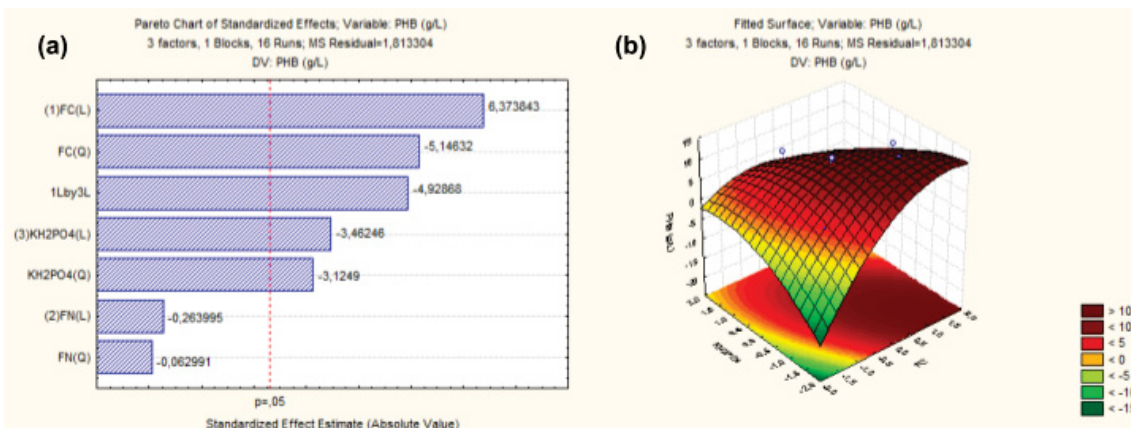 (a)
Pareto Chart of Standardized Effects; Variable: PHB (g/L)
3 factors, 1 Blocks, 16 Runs; MS Residual=1,813304
DV: PHB (g/L)
(1)FC(L)
6,373843
FC(Q)
-5,14632
1Lby3L
-4,92868
(3)KH2PO4(L)
-3,46246
KH2PO4(Q)
-3,1249
(2)FN(L)
-0,263995
FN(Q)
-0,062991
p=,05
Standardized Effect Estimate (Absolute Value)
(b)
Fitted Surface; Variable: PHB (g/L)
3 factors, 1 Blocks, 16 Runs; MS Residual=1,813304
DV: PHB (g/L)
> 10
< 10
< 5
< 0
< -5
< -10
< -15